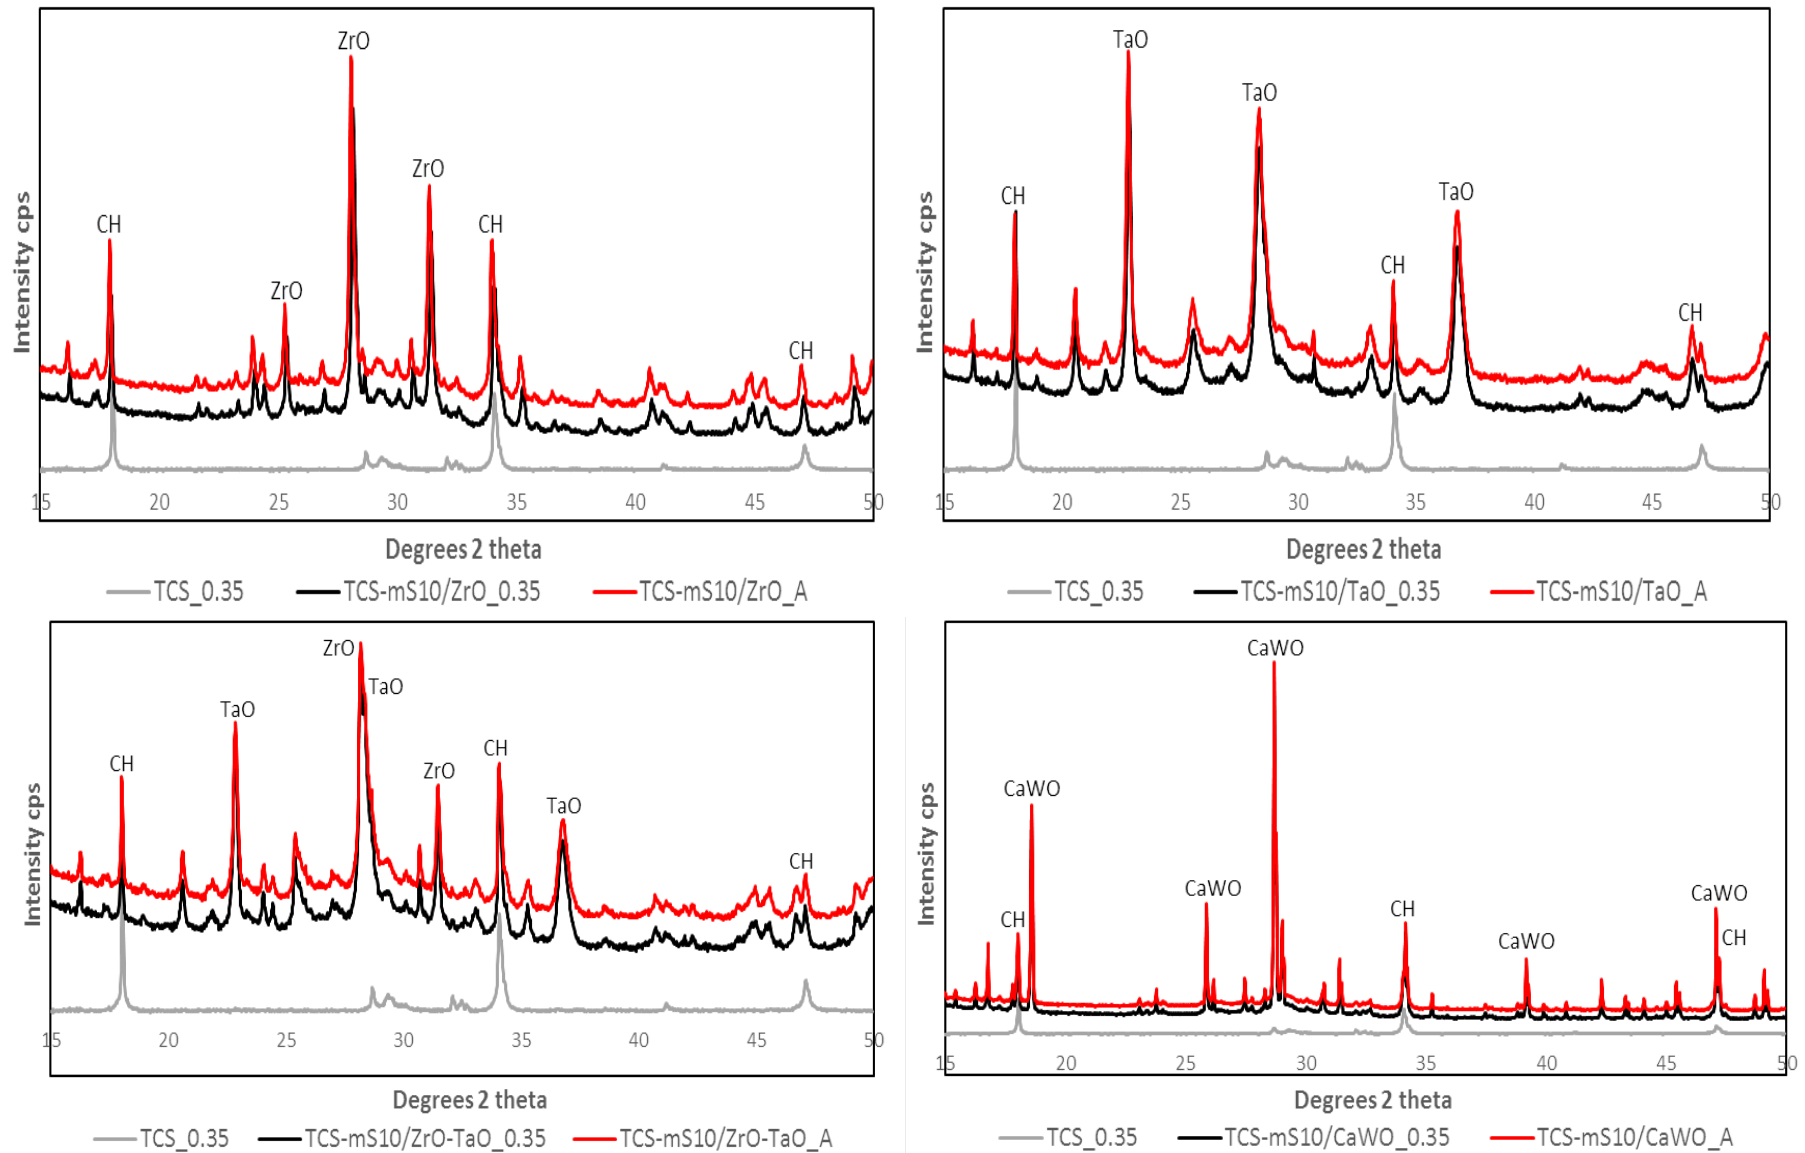 ZrO
ZrO
CH
ZrO
CH
CH
Intensity cps
15 20 25 30 35 40 45 50
Degrees 2 theta
TCS_0.35 TCS-mS10/ZrO_0.35 TCS-mS10/ZrO_A
TaO
TaO
CH
TaO
CH
CH
Intensity cps
15 20 25 30 35 40 45 50
Degrees 2 theta
TCS_0.35 TCS-mS10/TaO_0.35 TCS-mS10/TaO_A
ZrO
TaO
TaO
CH
CH
ZrO
TaO
CH
Intensity cps
15 20 25 30 35 40 45 50
Degrees 2 theta
TCS_0.35 TCS-mS10/ZrO-TaO_0.35 TCS-mS10/ZrO-TaO_A
CaWO
CaWO
CaWO
CaWO
CH
CH
CaWO
CH
Intensity cps
15 20 25 30 35 40 45 50
Degrees 2 theta
TCS_0.35 TCS-mS10/CaWO_0.35 TCS-mS10/CaWO_A